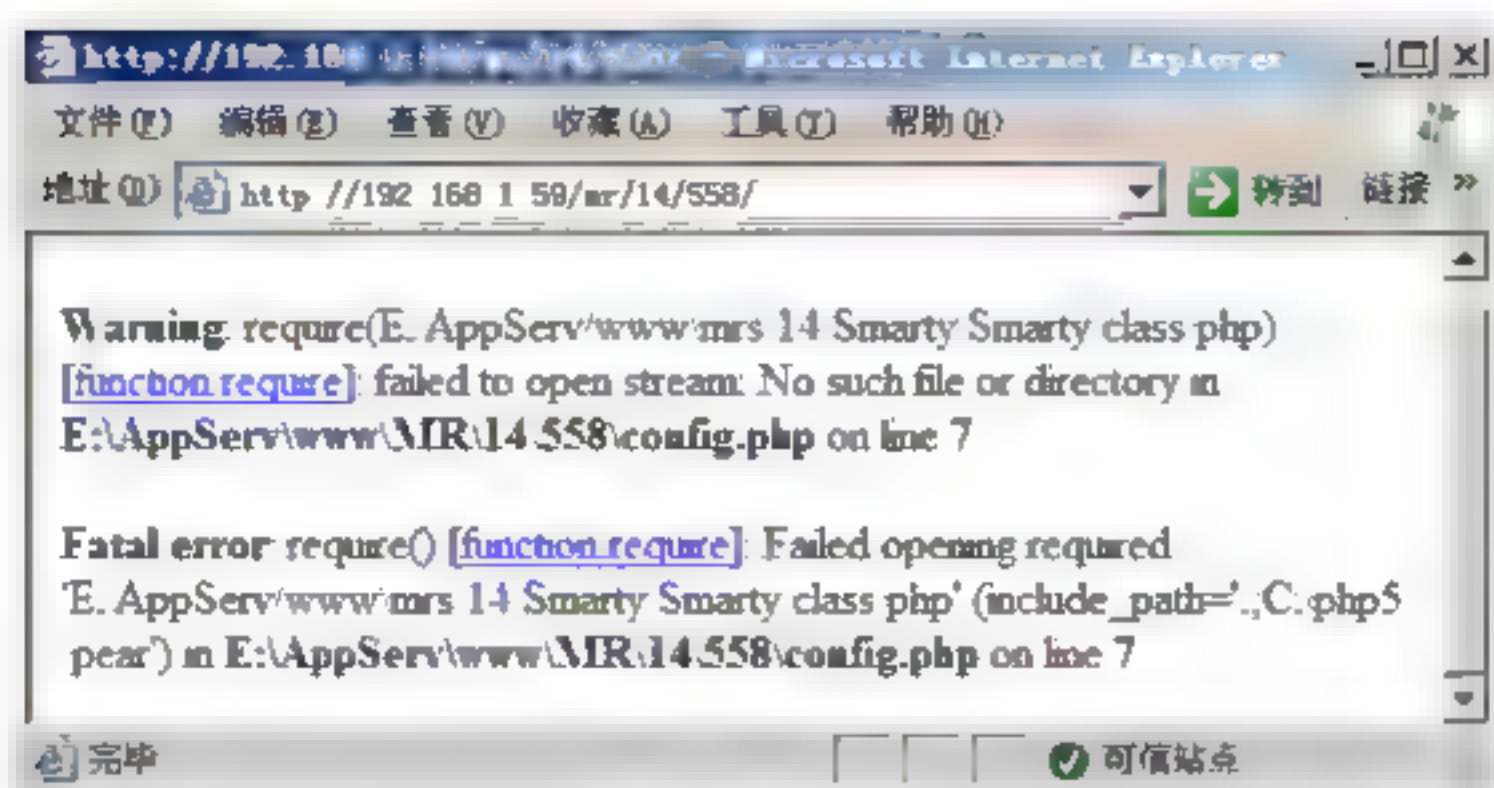 http://192.168 Microsoft Internet Explorer
文件(F) 编辑(E) 查看(V) 收藏(A) 工具(T) 帮助(H)
地址(D) http //192 168 1 59/mr/14/558/ 转到 链接 »
Warning: require(E. AppServ/www/mrs 14 Smarty Smarty class php)
[function require]: failed to open stream: No such file or directory in
E:\AppServ\www\MR\14.558\config.php on line 7
Fatal error require() [function require]: Failed opening required
'E. AppServ/www/mrs 14 Smarty Smarty class php' (include_path='.;C:.php5
pear') in E:\AppServ\www\MR\14.558\config.php on line 7
完毕 可信站点